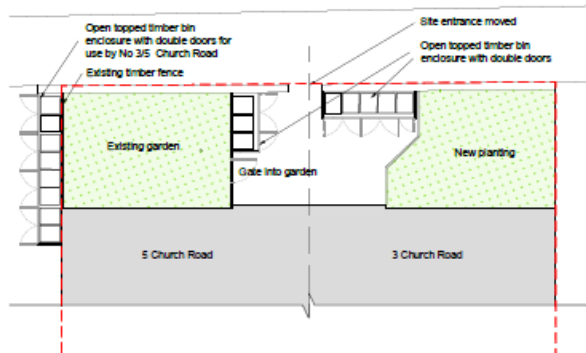 Open topped timber bin
enclosure with double doors for
use by No 3/5 Church Road
Existing timber fence
Site entrance moved
Open topped timber bin
enclosure with double doors
Existing garden
Gate into garden
New planting
5 Church Road
3 Church Road